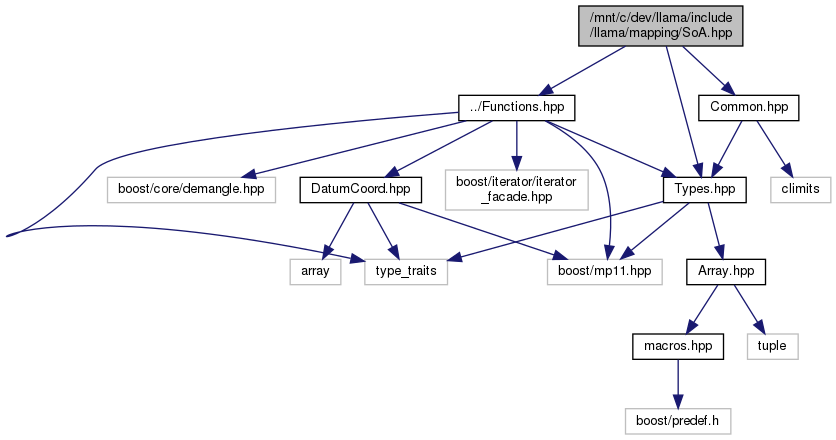 /mnt/c/dev/llama/include
/llama/mapping/SoA.hpp
../Functions.hpp
Common.hpp
boost/core/demangle.hpp
DatumCoord.hpp
boost/iterator/iterator
_facade.hpp
Types.hpp
climits
array
type_traits
boost/mp11.hpp
Array.hpp
macros.hpp
tuple
boost/predef.h